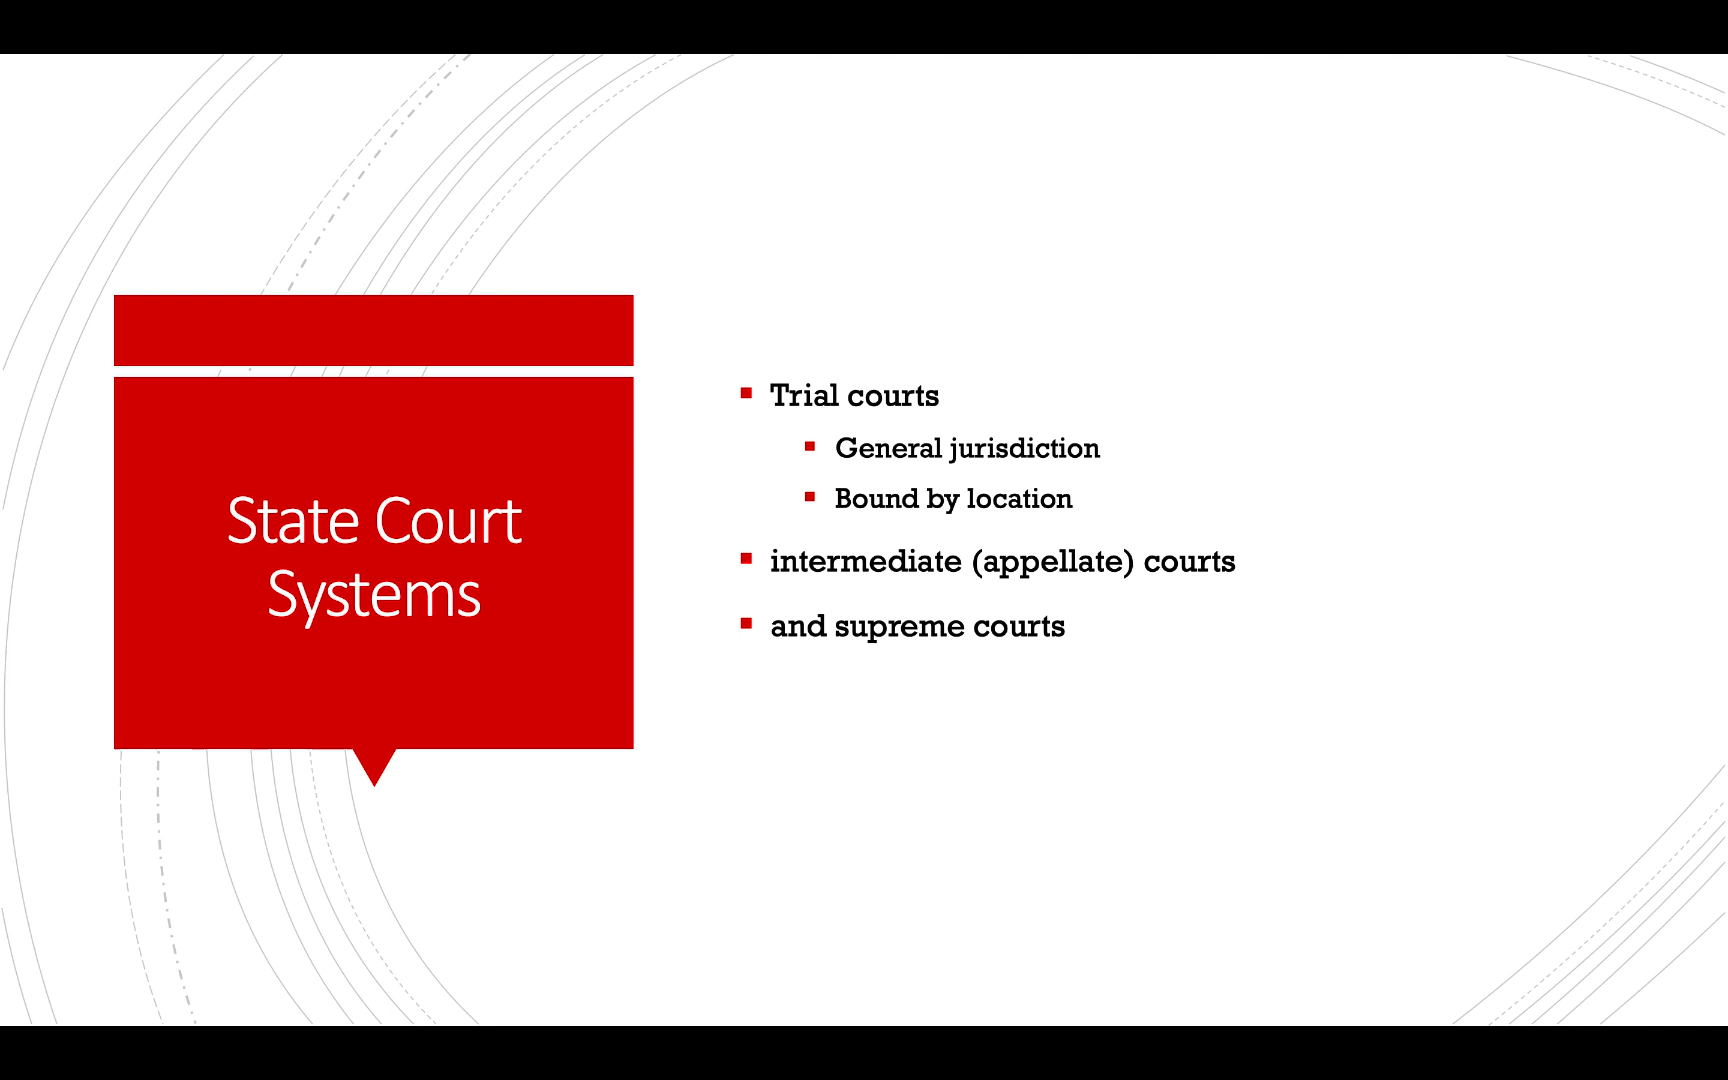 State Court
Systems
Trial courts
General jurisdiction
Bound by location
intermediate (appellate) courts
and supreme courts